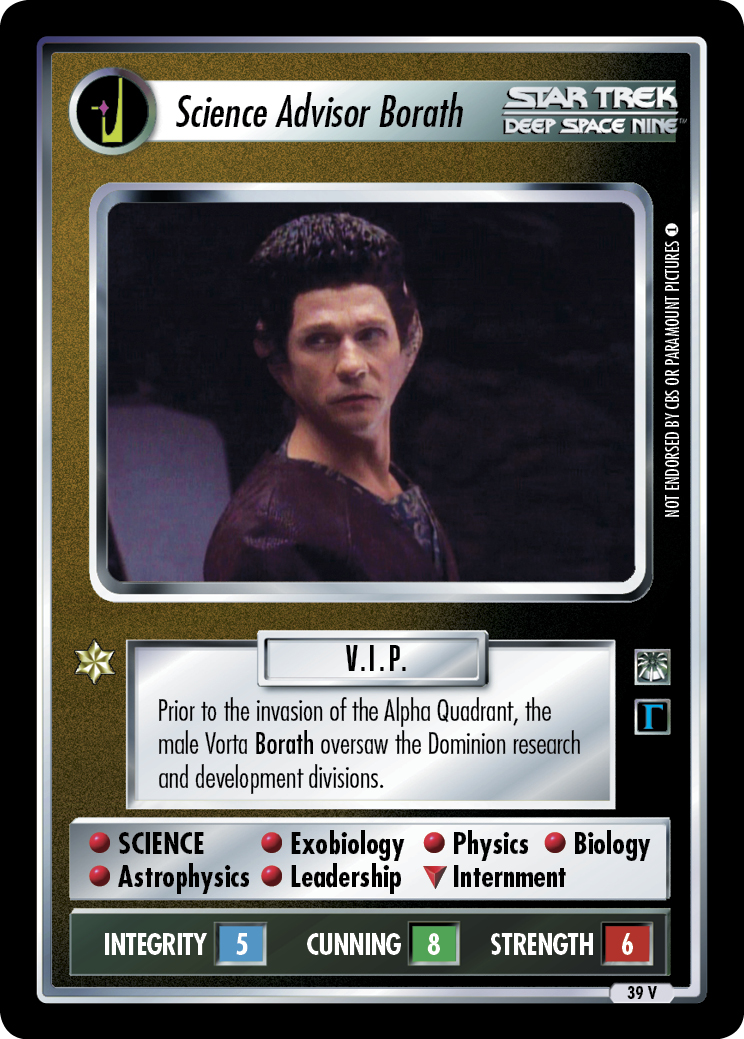 Science Advisor Borath
STAR TREK
DEEP SPACE NINE™
NOT ENDORSED BY CBS OR PARAMOUNT PICTURES 1
V.I.P.
Prior to the invasion of the Alpha Quadrant, the
male Vorta Borath oversaw the Dominion research
and development divisions.
Γ
SCIENCE Exobiology Physics Biology
Astrophysics Leadership Internment
INTEGRITY 5 CUNNING 8 STRENGTH 6
39 V